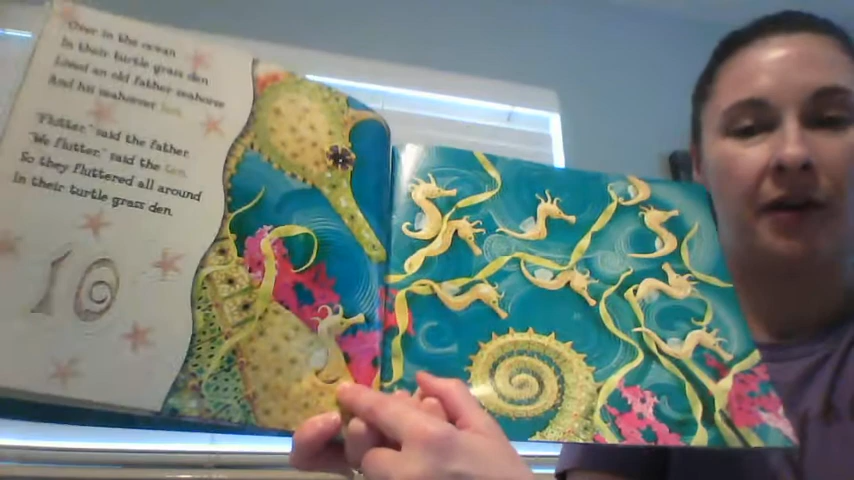 Over in the ocean
In their turtle grass den
Lived an old father seahorse
And his seahorses ten.
"Flutter," said the father.
"We flutter," said the ten.
So they fluttered all around
In their turtle grass den.
10